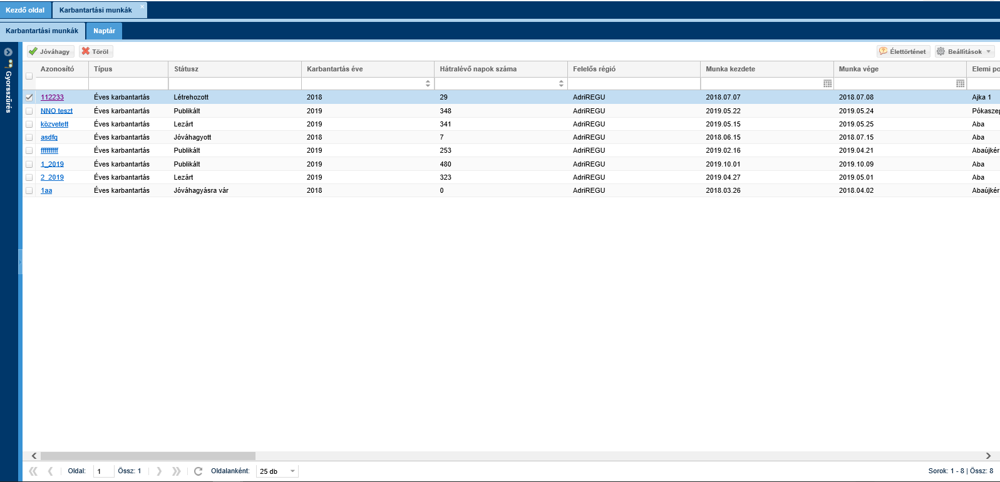 Kezdő oldal Karbantartási munkák
Karbantartási munkák Naptár
Gyorsszűrés
Jóváhagy Töröl Élettörténet Beállítások
Azonosító Típus Státusz Karbantartás éve Hátralévő napok száma Felelős régió Munka kezdete Munka vége Elemi po
112233 Éves karbantartás Létrehozott 2018 29 AdriREGU 2018.07.07 2018.07.08 Ajka 1
NNO teszt Éves karbantartás Publikált 2019 348 AdriREGU 2019.05.22 2019.05.24 Pókaszep
közvetett Éves karbantartás Lezárt 2019 341 AdriREGU 2019.05.15 2019.05.25 Aba
asdfg Éves karbantartás Jóváhagyott 2018 7 AdriREGU 2018.06.15 2018.07.15 Aba
fffffffff Éves karbantartás Publikált 2019 253 AdriREGU 2019.02.16 2019.04.21 Abaújkér
1_2019 Éves karbantartás Publikált 2019 480 AdriREGU 2019.10.01 2019.10.09 Aba
2_2019 Éves karbantartás Lezárt 2019 323 AdriREGU 2019.04.27 2019.05.01 Aba
1aa Éves karbantartás Jóváhagyásra vár 2018 0 AdriREGU 2018.03.26 2018.04.02 Abaújkér
Oldal: 1 Össz: 1 Oldalanként: 25 db Sorok: 1 - 8 | Össz: 8